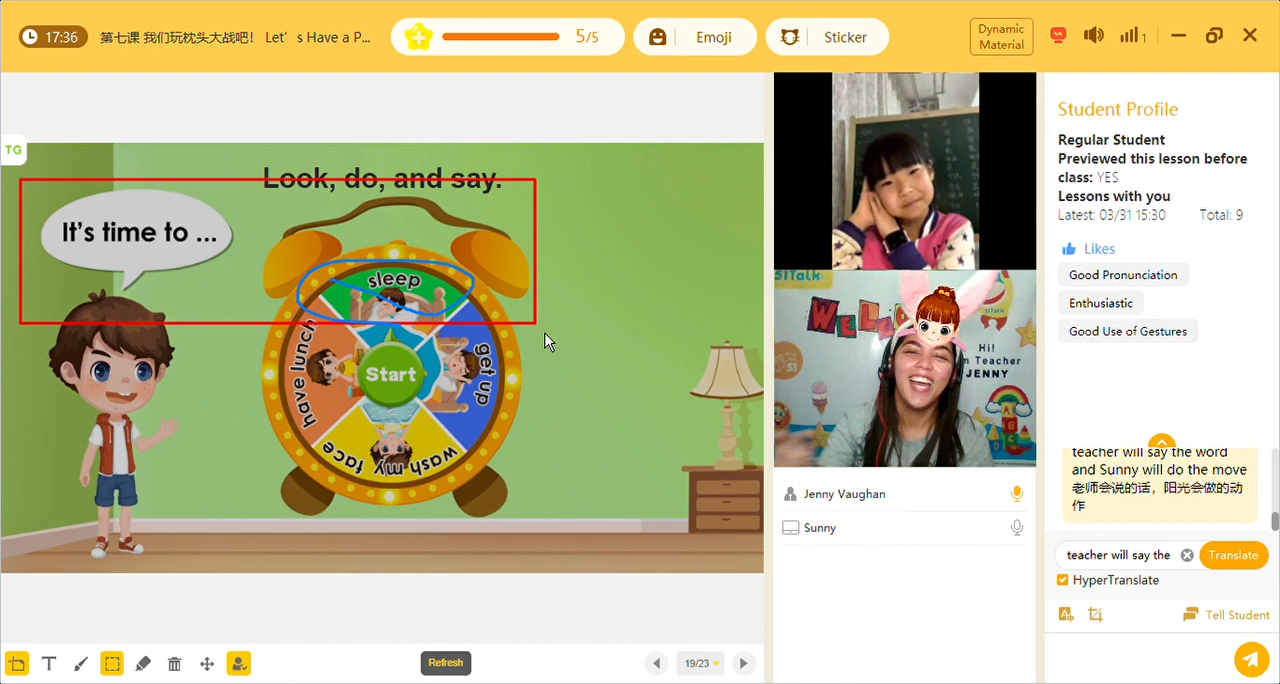 17:36
第七课 我们玩枕头大战吧! Let's Have a P...
5/5
Emoji
Sticker
Dynamic
Material
1
TG
Look, do, and say.
It's time to ...
sleep
get up
wash my face
have lunch
Start
51Talk
WEL
Hi!
Teacher
JENNY
Student Profile
Regular Student
Previewed this lesson before
class: YES
Lessons with you
Latest: 03/31 15:30 Total: 9
Likes
Good Pronunciation
Enthusiastic
Good Use of Gestures
teacher will say the word
and Sunny will do the move
老师会说的话，阳光会做的动
作
Jenny Vaughan
Sunny
teacher will say the
Translate
HyperTranslate
Tell Student
Refresh
19/23